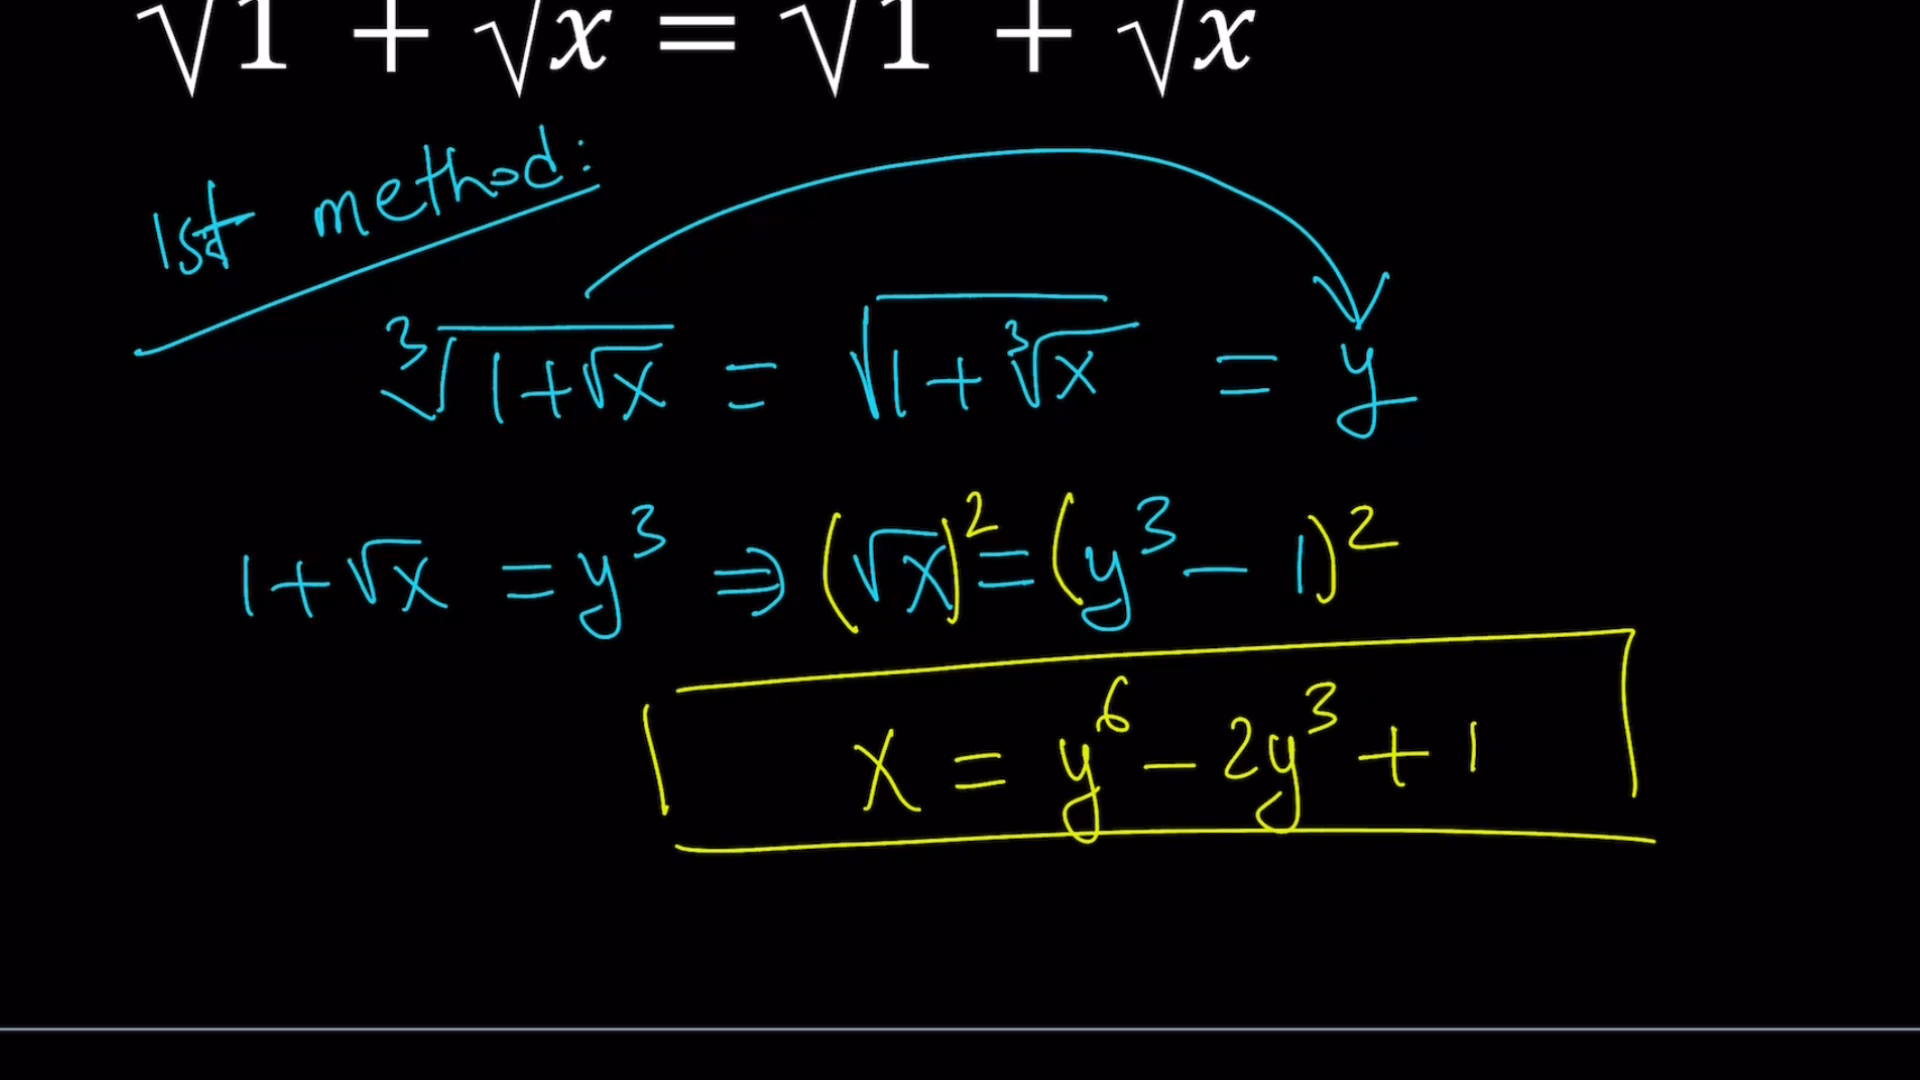 √1 + √x = √1 + √x
1st method:
∛(1+√x) = √(1+∛x) = y
1+√x = y³ ⇒ (√x)² = (y³ − 1)²
x = y⁶ − 2y³ + 1